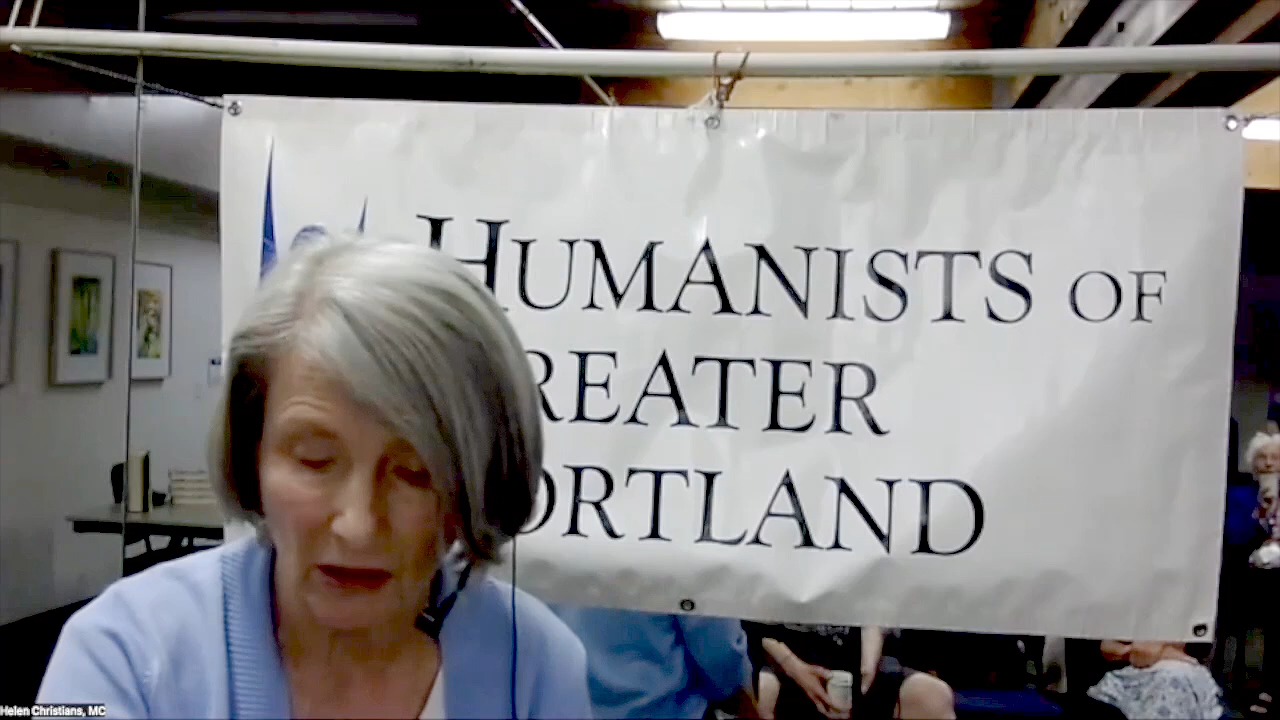 HUMANISTS OF
REATER
ORTLAND
Helen Christians, MC